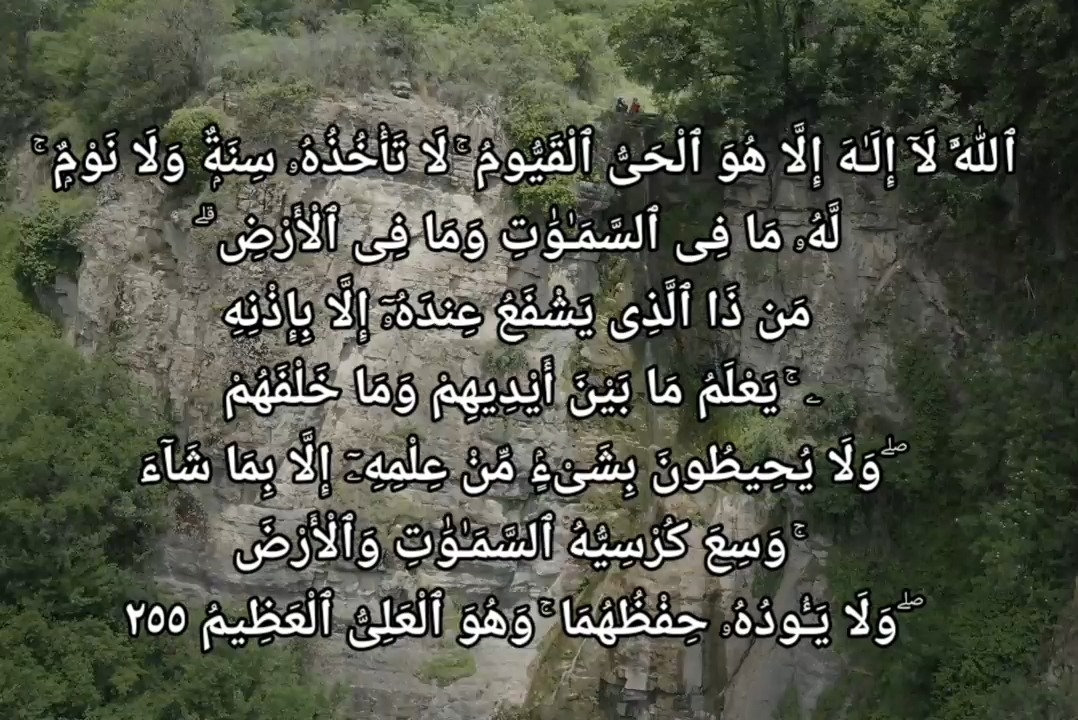 ٱللَّهُ لَآ إِلَـٰهَ إِلَّا هُوَ ٱلْحَىُّ ٱلْقَيُّومُ ۚ لَا تَأْخُذُهُۥ سِنَةٌۭ وَلَا نَوْمٌۭ ۚ
لَّهُۥ مَا فِى ٱلسَّمَـٰوَٰتِ وَمَا فِى ٱلْأَرْضِ ۗ
مَن ذَا ٱلَّذِى يَشْفَعُ عِندَهُۥٓ إِلَّا بِإِذْنِهِ
ۦ ۚ يَعْلَمُ مَا بَيْنَ أَيْدِيهِمْ وَمَا خَلْفَهُمْ
ۖ وَلَا يُحِيطُونَ بِشَىْءٍۢ مِّنْ عِلْمِهِۦٓ إِلَّا بِمَا شَآءَ
ۚ وَسِعَ كُرْسِيُّهُ ٱلسَّمَـٰوَٰتِ وَٱلْأَرْضَ
ۖ وَلَا يَـُٔودُهُۥ حِفْظُهُمَا ۚ وَهُوَ ٱلْعَلِىُّ ٱلْعَظِيمُ ٢٥٥